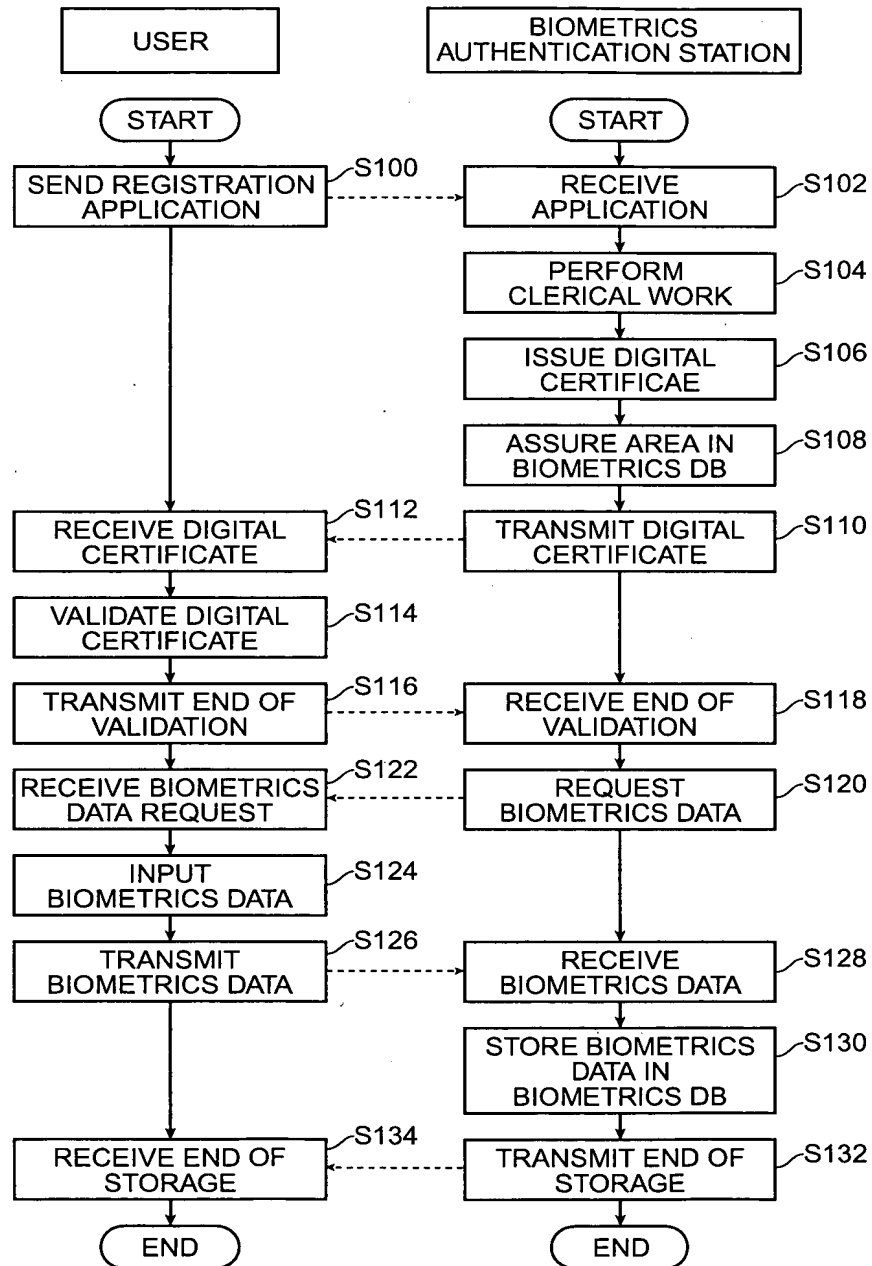 USER
BIOMETRICS
AUTHENTICATION STATION
START
START
SEND REGISTRATION
APPLICATION
S100
RECEIVE
APPLICATION
S102
PERFORM
CLERICAL WORK
S104
ISSUE DIGITAL
CERTIFICAE
S106
ASSURE AREA IN
BIOMETRICS DB
S108
RECEIVE DIGITAL
CERTIFICATE
S112
TRANSMIT DIGITAL
CERTIFICATE
S110
VALIDATE DIGITAL
CERTIFICATE
S114
TRANSMIT END OF
VALIDATION
S116
RECEIVE END OF
VALIDATION
S118
RECEIVE BIOMETRICS
DATA REQUEST
S122
REQUEST
BIOMETRICS DATA
S120
INPUT
BIOMETRICS DATA
S124
TRANSMIT
BIOMETRICS DATA
S126
RECEIVE
BIOMETRICS DATA
S128
STORE BIOMETRICS
DATA IN
BIOMETRICS DB
S130
RECEIVE END OF
STORAGE
S134
TRANSMIT END OF
STORAGE
S132
END
END